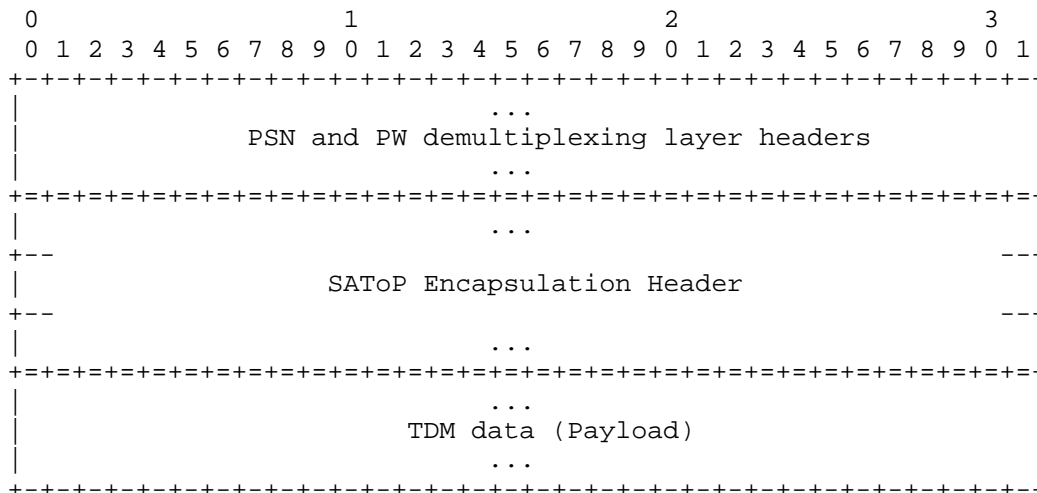 0                   1                   2                   3
 0 1 2 3 4 5 6 7 8 9 0 1 2 3 4 5 6 7 8 9 0 1 2 3 4 5 6 7 8 9 0 1
+-+-+-+-+-+-+-+-+-+-+-+-+-+-+-+-+-+-+-+-+-+-+-+-+-+-+-+-+-+-+-+--
|                             ...
|              PSN and PW demultiplexing layer headers
|                             ...
+=+=+=+=+=+=+=+=+=+=+=+=+=+=+=+=+=+=+=+=+=+=+=+=+=+=+=+=+=+=+=+=-
|                             ...
+--                                                           ---
|                   SAToP Encapsulation Header
+--                                                           ---
|                             ...
+=+=+=+=+=+=+=+=+=+=+=+=+=+=+=+=+=+=+=+=+=+=+=+=+=+=+=+=+=+=+=+=-
|                             ...
|                        TDM data (Payload)
|                             ...
+-+-+-+-+-+-+-+-+-+-+-+-+-+-+-+-+-+-+-+-+-+-+-+-+-+-+-+-+-+-+-+--